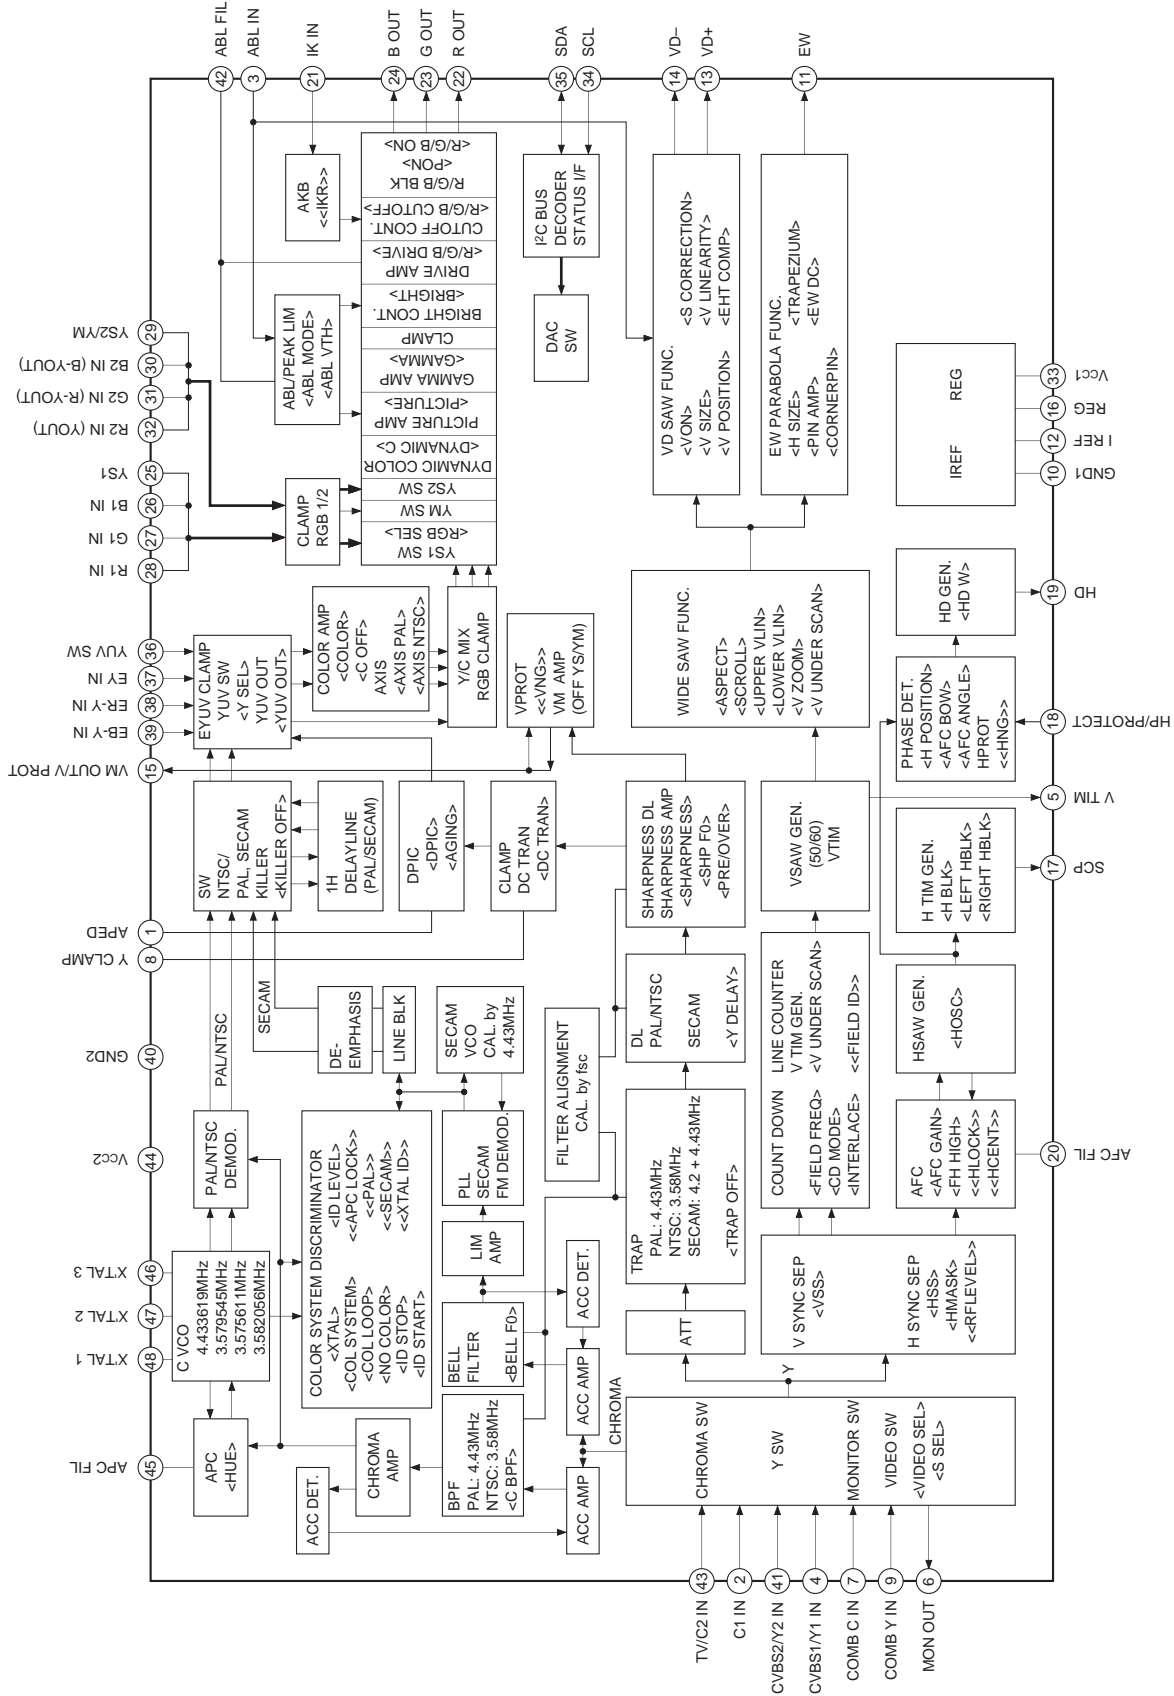 ABL FIL
42
ABL IN
3
IK IN
21
B OUT
24
G OUT
23
R OUT
22
SDA
35
SCL
34
VD–
14
VD+
13
EW
11
YS2/YM
29
B2 IN (B-YOUT)
30
G2 IN (R-YOUT)
31
R2 IN (YOUT)
32
YS1
25
B1 IN
26
G1 IN
27
R1 IN
28
YUV SW
36
EY IN
37
ER-Y IN
38
EB-Y IN
39
VM OUT/V PROT
15
APED
1
Y CLAMP
8
GND2
40
Vcc2
44
X'TAL 3
46
X'TAL 2
47
X'TAL 1
48
APC FIL
45
AKB
<<IKR>>
ABL/PEAK LIM
<ABL MODE>
<ABL VTH>
CLAMP
RGB 1/2
YS1 SW
<RGB SEL>
YM SW
YS2 SW
DYNAMIC COLOR
<DYNAMIC C>
PICTURE AMP
<PICTURE>
GAMMA AMP
<GAMMA>
CLAMP
BRIGHT CONT.
<BRIGHT>
DRIVE AMP
<R/G/B DRIVE>
CUTOFF CONT.
<R/G/B CUTOFF>
R/G/B BLK
<PON>
<R/G/B ON>
I²C BUS
DECODER
STATUS I/F
DAC
SW
VD SAW FUNC.
<VON>
<V SIZE>
<V POSITION>
<S CORRECTION>
<V LINEARITY>
<EHT COMP>
EW PARABOLA FUNC.
<H SIZE>
<PIN AMP>
<CORNERPIN>
<TRAPEZIUM>
<EW DC>
IREF
REG
Vcc1
33
REG
16
I REF
12
GND1
10
EYUV CLAMP
YUV SW
<Y SEL>
YUV OUT
<YUV OUT>
COLOR AMP
<COLOR>
<C OFF>
AXIS
<AXIS PAL>
<AXIS NTSC>
Y/C MIX
RGB CLAMP
VPROT
<<VNG>>
VM AMP
(OFF YS/YM)
WIDE SAW FUNC.
<ASPECT>
<SCROLL>
<UPPER VLIN>
<LOWER VLIN>
<V ZOOM>
<V UNDER SCAN>
HD GEN.
<HD W>
HD
19
PHASE DET.
<H POSITION>
<AFC BOW>
<AFC ANGLE>
HPROT
<<HNG>>
HP/PROTECT
18
V TIM
5
SCP
17
SW
NTSC/
PAL, SECAM
KILLER
<KILLER OFF>
1H
DELAYLINE
(PAL/SECAM)
DPIC
<DPIC>
<AGING>
CLAMP
DC TRAN
<DC TRAN>
SHARPNESS DL
SHARPNESS AMP
<SHARPNESS>
<SHP F0>
<PRE/OVER>
VSAW GEN.
(50/60)
VTIM
H TIM GEN.
<H BLK>
<LEFT HBLK>
<RIGHT HBLK>
PAL/NTSC
SECAM
DE-
EMPHASIS
LINE BLK
SECAM
VCO
CAL. by
4.43MHz
FILTER ALIGNMENT
CAL. by fsc
DL
PAL/NTSC
SECAM
<Y DELAY>
COUNT DOWN
<FIELD FREQ>
<CD MODE>
<INTERLACE>
LINE COUNTER
V TIM GEN.
<V UNDER SCAN>
<<FIELD ID>>
HSAW GEN.
<HOSC>
AFC
<AFC GAIN>
<FH HIGH>
<<HLOCK>>
<<HCENT>>
AFC FIL
20
PAL/NTSC
DEMOD.
C VCO
4.433619MHz
3.579545MHz
3.575611MHz
3.582056MHz
APC
<HUE>
COLOR SYSTEM DISCRIMINATOR
<XTAL>
<COL SYSTEM>
<COL LOOP>
<NO COLOR>
<ID STOP>
<ID START>
<ID LEVEL>
<<APC LOCK>>
<<PAL>>
<<SECAM>>
<<XTAL ID>>
PLL
SECAM
FM DEMOD.
LIM
AMP
BELL
FILTER
<BELL F0>
ACC DET.
ACC AMP
TRAP
PAL: 4.43MHz
NTSC: 3.58MHz
SECAM: 4.2 + 4.43MHz
<TRAP OFF>
ATT
V SYNC SEP
<VSS>
H SYNC SEP
<HSS>
<HMASK>
<<RFLEVEL>>
ACC DET.
CHROMA
AMP
BPF
PAL: 4.43MHz
NTSC: 3.58MHz
<C BPF>
ACC AMP
CHROMA
Y
CHROMA SW
Y SW
MONITOR SW
VIDEO SW
<VIDEO SEL>
<S SEL>
TV/C2 IN
43
C1 IN
2
CVBS2/Y2 IN
41
CVBS1/Y1 IN
4
COMB C IN
7
COMB Y IN
9
MON OUT
6